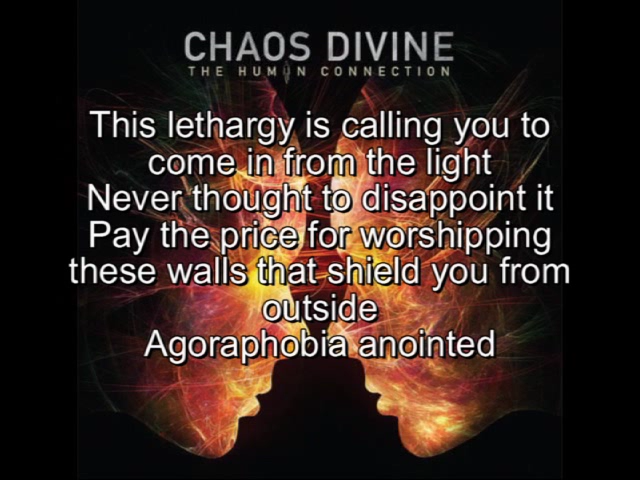 CHAOS DIVINE
THE HUMAN CONNECTION
This lethargy is calling you to
come in from the light
Never thought to disappoint it
Pay the price for worshipping
these walls that shield you from
outside
Agoraphobia anointed